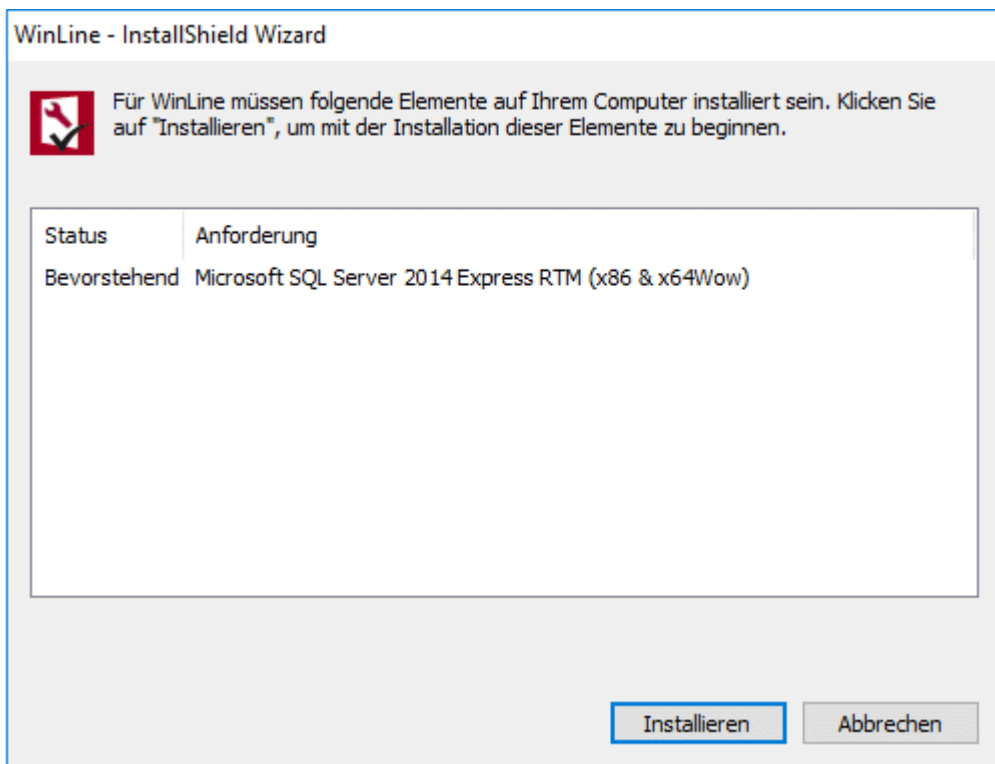 WinLine - InstallShield Wizard
Für WinLine müssen folgende Elemente auf Ihrem Computer installiert sein. Klicken Sie
auf "Installieren", um mit der Installation dieser Elemente zu beginnen.
Status Anforderung
Bevorstehend Microsoft SQL Server 2014 Express RTM (x86 & x64Wow)
Installieren Abbrechen